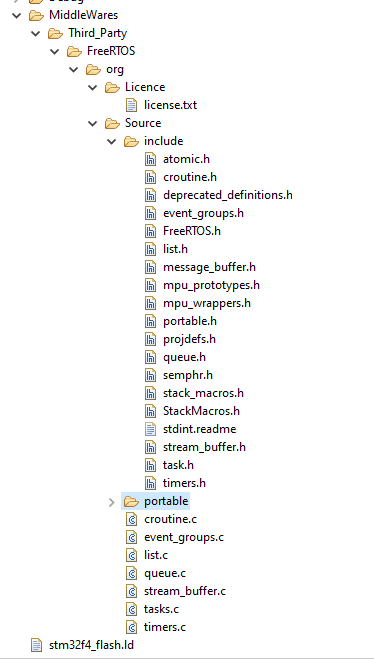 MiddleWares
Third_Party
FreeRTOS
org
Licence
license.txt
Source
include
atomic.h
croutine.h
deprecated_definitions.h
event_groups.h
FreeRTOS.h
list.h
message_buffer.h
mpu_prototypes.h
mpu_wrappers.h
portable.h
projdefs.h
queue.h
semphr.h
stack_macros.h
StackMacros.h
stdint.readme
stream_buffer.h
task.h
timers.h
portable
croutine.c
event_groups.c
list.c
queue.c
stream_buffer.c
tasks.c
timers.c
stm32f4_flash.ld